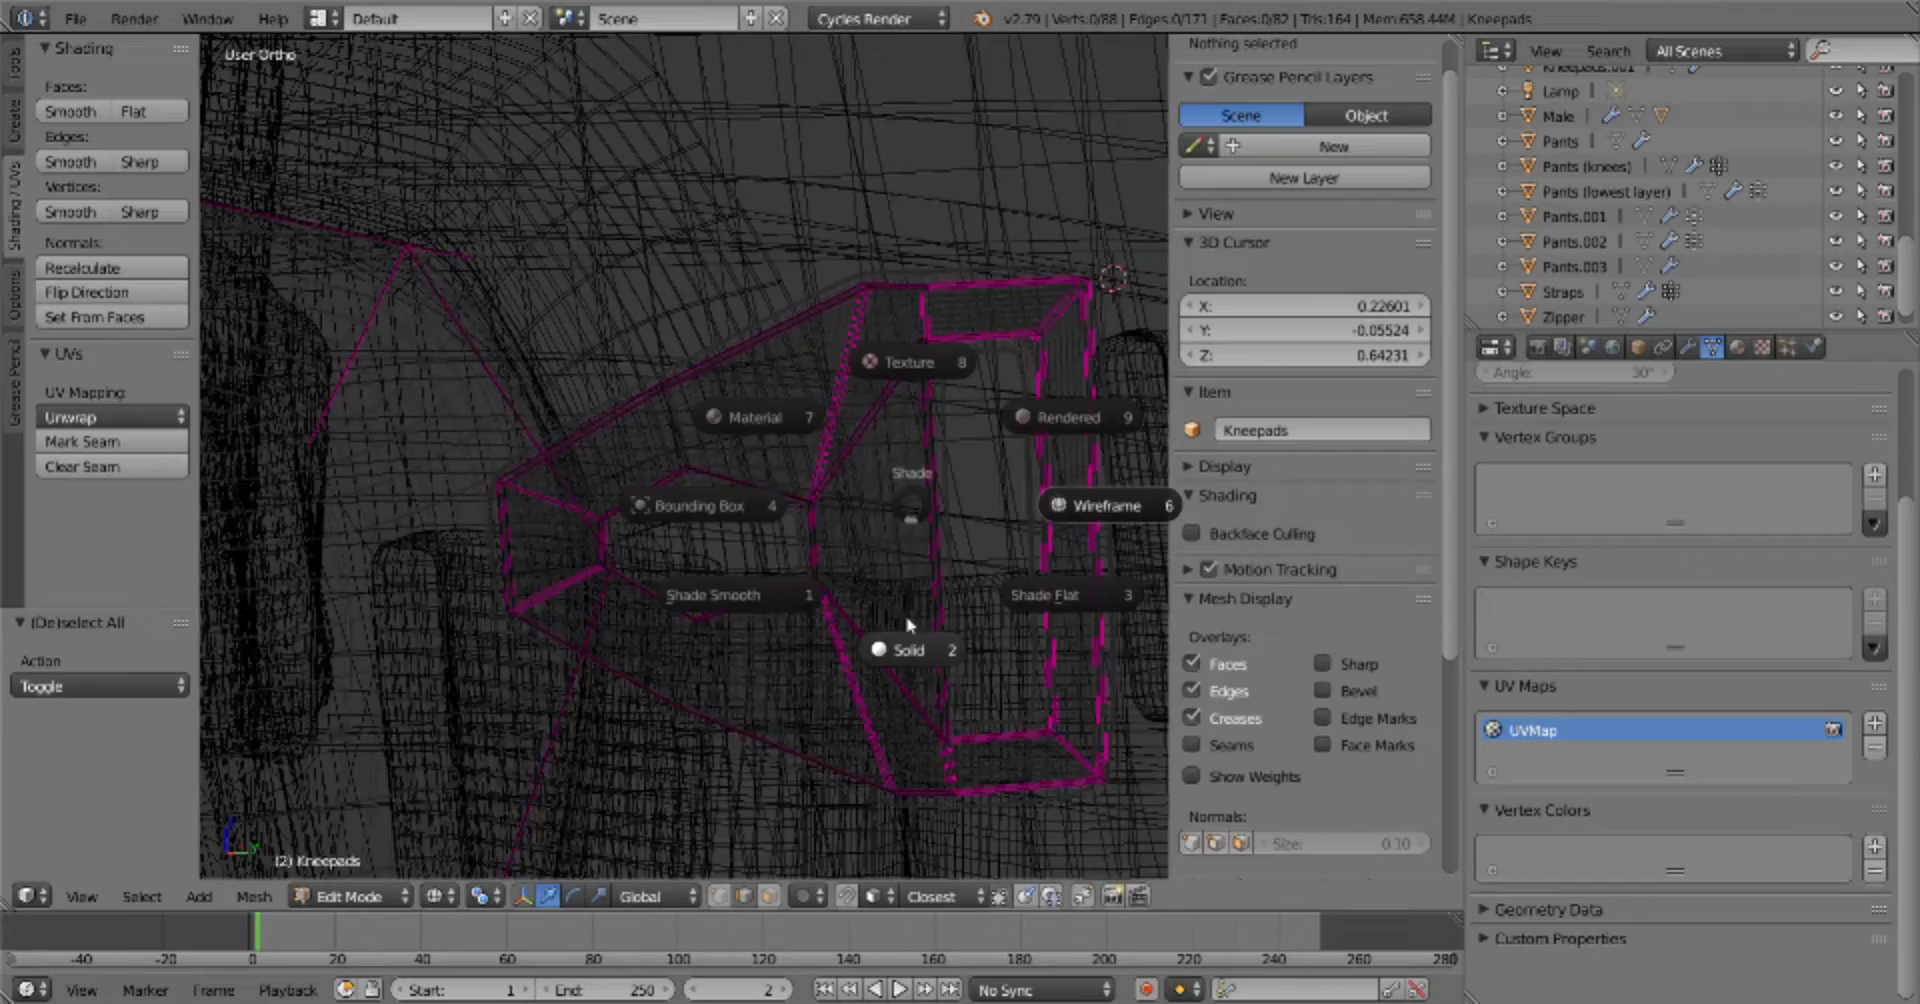 File Render Window Help Default Scene Cycles Render v2.79 | Verts:0/88 | Edges:0/171 | Faces:0/82 | Tris:164 | Mem:658.44M | Kneepads
Tools
Create
Shading / UVs
Options
Grease Pencil
Shading
Faces:
Smooth Flat
Edges:
Smooth Sharp
Vertices:
Smooth Sharp
Normals:
Recalculate
Flip Direction
Set From Faces
UVs
UV Mapping:
Unwrap
Mark Seam
Clear Seam
(De)select All
Action
Toggle
User Ortho
Texture 8
Material 7
Rendered 9
Shade
Bounding Box 4
Wireframe 6
Shade Smooth 1
Shade Flat 3
Solid 2
(2) Kneepads
Nothing selected
Grease Pencil Layers
Scene Object
New
New Layer
View
3D Cursor
Location:
X: 0.22601
Y: -0.05524
Z: 0.64231
Item
Kneepads
Display
Shading
Backface Culling
Motion Tracking
Mesh Display
Overlays:
Faces Sharp
Edges Bevel
Creases Edge Marks
Seams Face Marks
Show Weights
Normals:
Size: 0.10
View Search All Scenes
Kneepads.001
Lamp
Male
Pants
Pants (knees)
Pants (lowest layer)
Pants.001
Pants.002
Pants.003
Straps
Zipper
Angle: 30°
Texture Space
Vertex Groups
Shape Keys
UV Maps
UVMap
Vertex Colors
Geometry Data
Custom Properties
View Select Add Mesh Edit Mode Global Closest
-40 -20 0 20 40 60 80 100 120 140 160 180 200 220 240 260 280
View Marker Frame Playback Start: 1 End: 250 2 No Sync